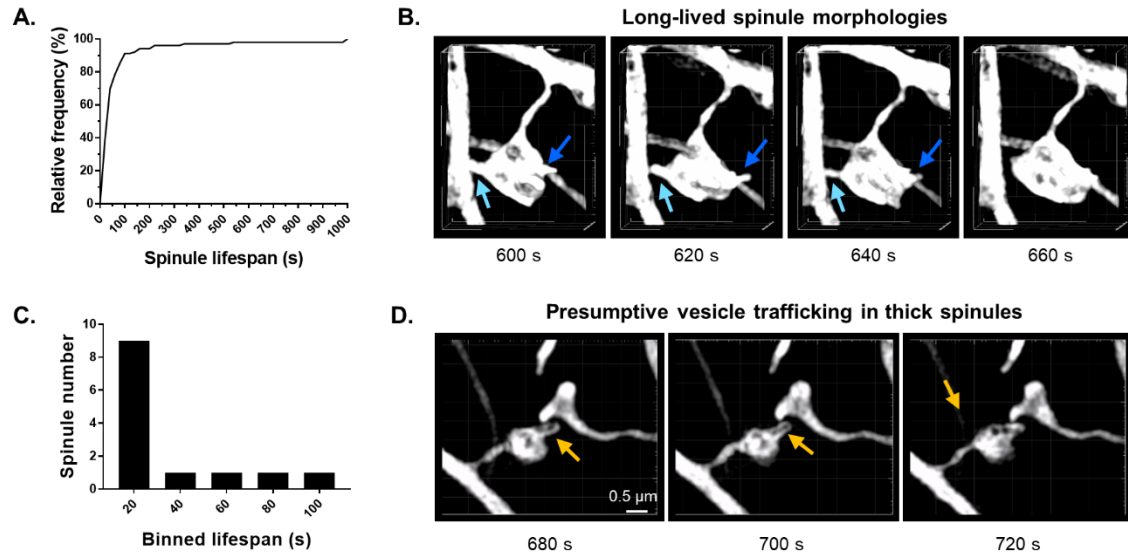 A.
Relative frequency (%)
100
80
60
40
20
0
0
100
200
300
400
500
600
700
800
900
1000
Spinule lifespan (s)
B.
Long-lived spinule morphologies
600 s
620 s
640 s
660 s
C.
Spinule number
10
8
6
4
2
0
20
40
60
80
100
Binned lifespan (s)
D.
Presumptive vesicle trafficking in thick spinules
0.5 µm
680 s
700 s
720 s